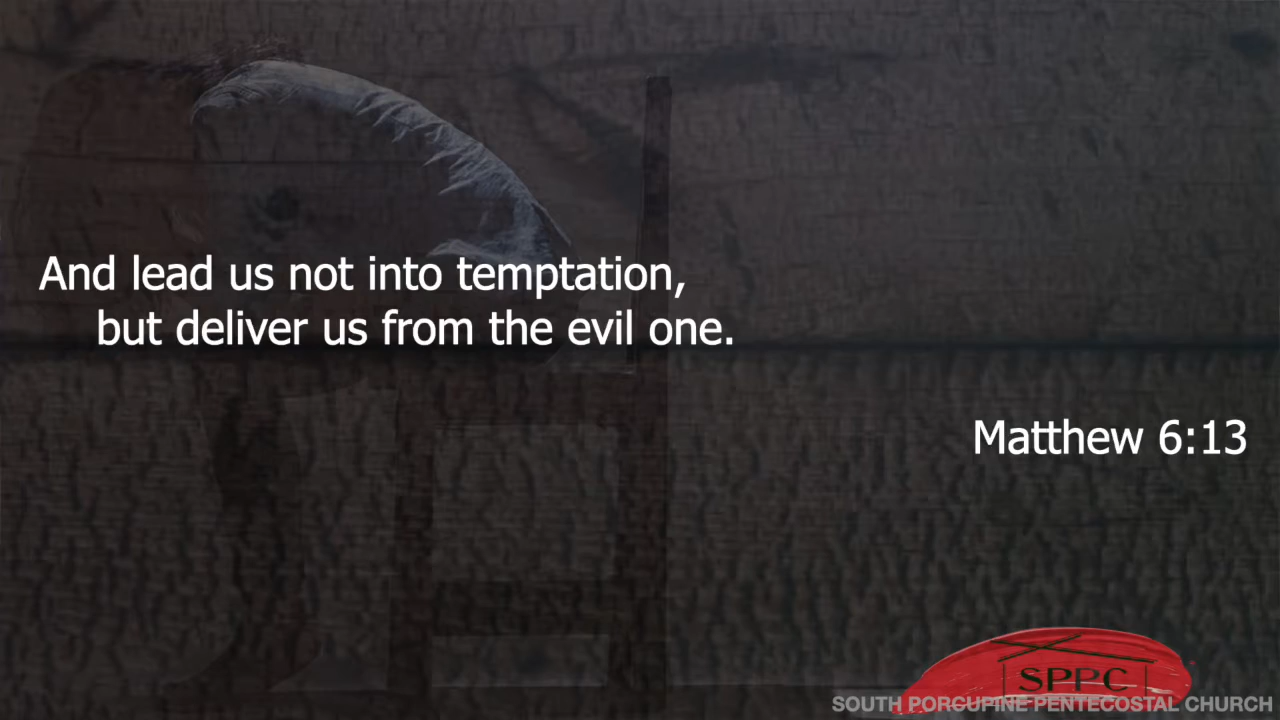 And lead us not into temptation,
but deliver us from the evil one.
Matthew 6:13
SPPC
SOUTH PORCUPINE PENTECOSTAL CHURCH